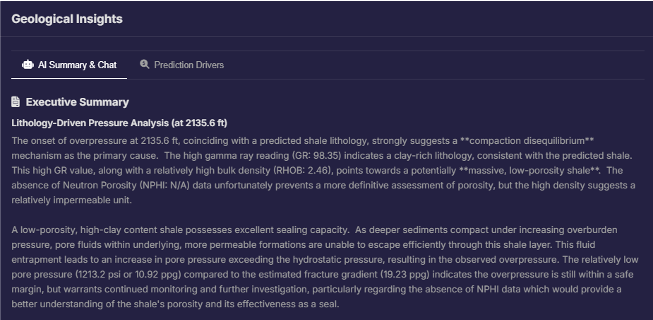 Geological Insights
AI Summary & Chat
Prediction Drivers
Executive Summary
Lithology-Driven Pressure Analysis (at 2135.6 ft)
The onset of overpressure at 2135.6 ft, coinciding with a predicted shale lithology, strongly suggests a **compaction disequilibrium**
mechanism as the primary cause. The high gamma ray reading (GR: 98.35) indicates a clay-rich lithology, consistent with the predicted shale.
This high GR value, along with a relatively high bulk density (RHOB: 2.46), points towards a potentially **massive, low-porosity shale**. The
absence of Neutron Porosity (NPHI: N/A) data unfortunately prevents a more definitive assessment of porosity, but the high density suggests a
relatively impermeable unit.
A low-porosity, high-clay content shale possesses excellent sealing capacity. As deeper sediments compact under increasing overburden
pressure, pore fluids within underlying, more permeable formations are unable to escape efficiently through this shale layer. This fluid
entrapment leads to an increase in pore pressure exceeding the hydrostatic pressure, resulting in the observed overpressure. The relatively low
pore pressure (1213.2 psi or 10.92 ppg) compared to the estimated fracture gradient (19.23 ppg) indicates the overpressure is still within a safe
margin, but warrants continued monitoring and further investigation, particularly regarding the absence of NPHI data which would provide a
better understanding of the shale's porosity and its effectiveness as a seal.